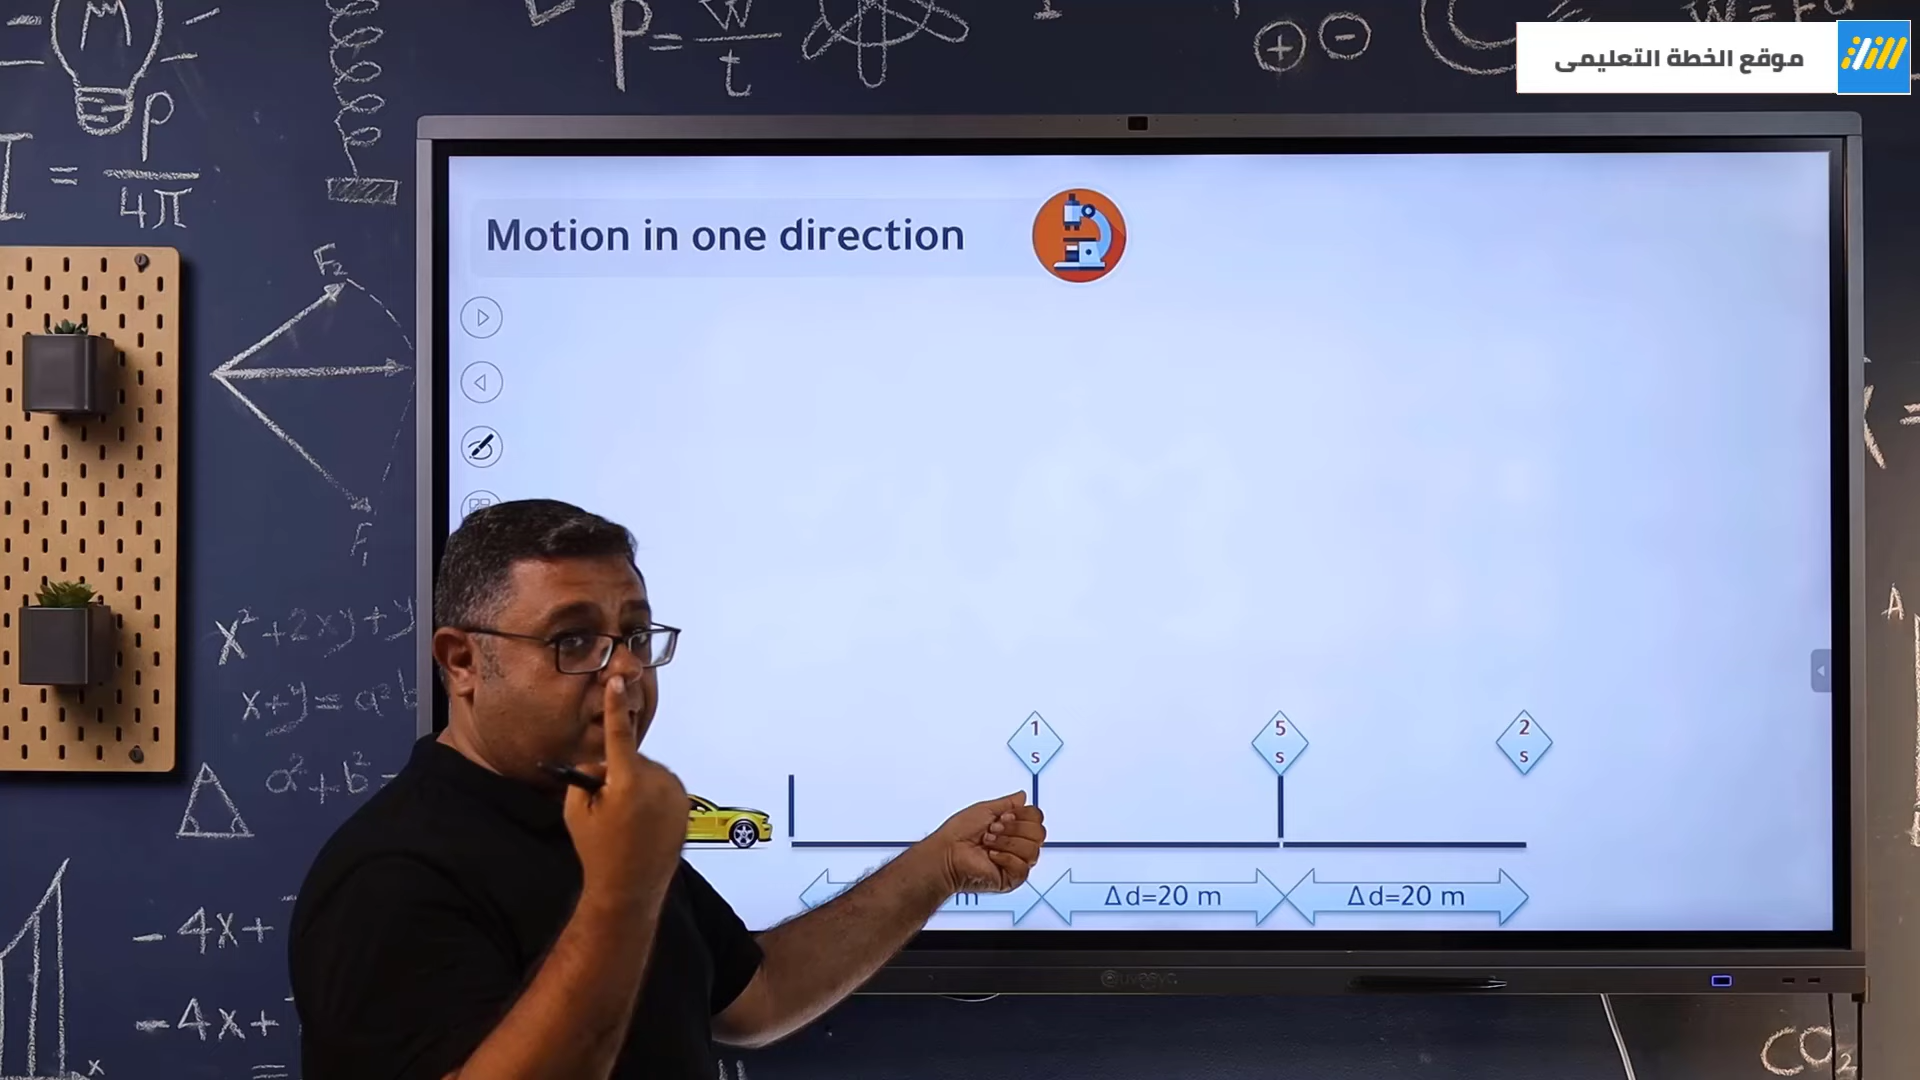 موقع الخطة التعليمى
P = W/t
I = P/4π
F₂
F₁
Motion in one direction
1 s
5 s
2 s
m
Δd=20 m
Δd=20 m
x²+2xy+y
a²+b²
-4x+
-4x+
x
A
CO₂